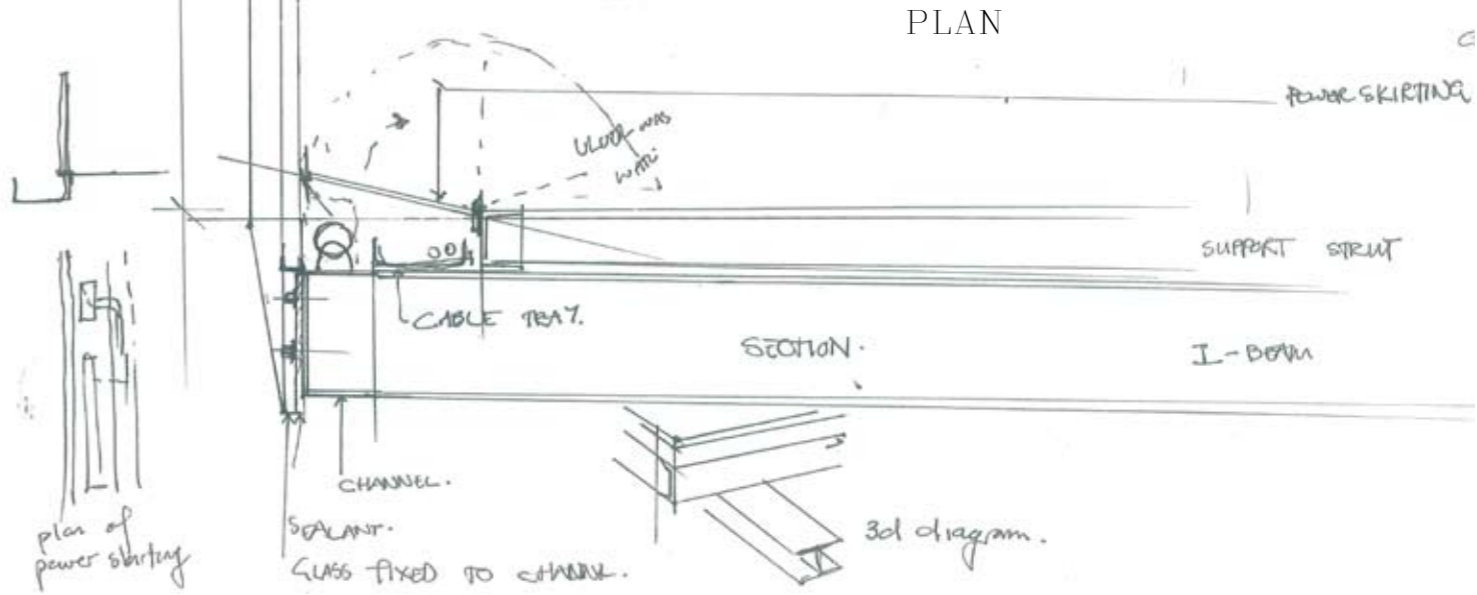 PLAN
POWER SKIRTING
SUPPORT STRUT
CABLE TRAY.
SECTION.
I-BEAM
CHANNEL.
SEALANT.
GLASS FIXED TO
3d diagram.
plan of
power skirting